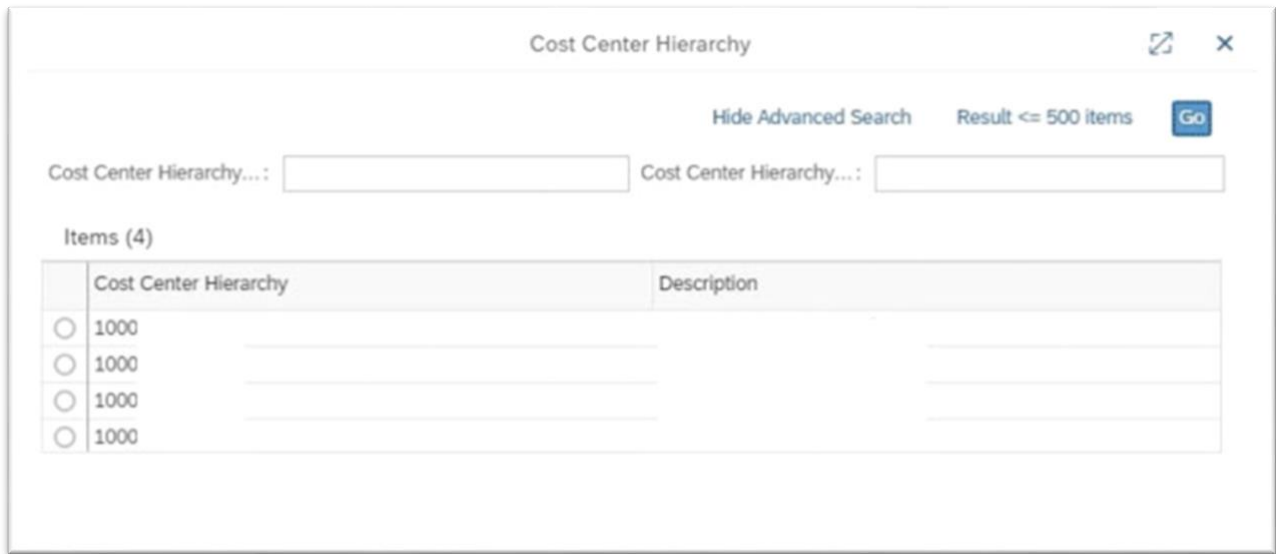 Cost Center Hierarchy
Hide Advanced Search Result <= 500 items Go
Cost Center Hierarchy...: Cost Center Hierarchy...:
Items (4)
Cost Center Hierarchy Description
1000
1000
1000
1000